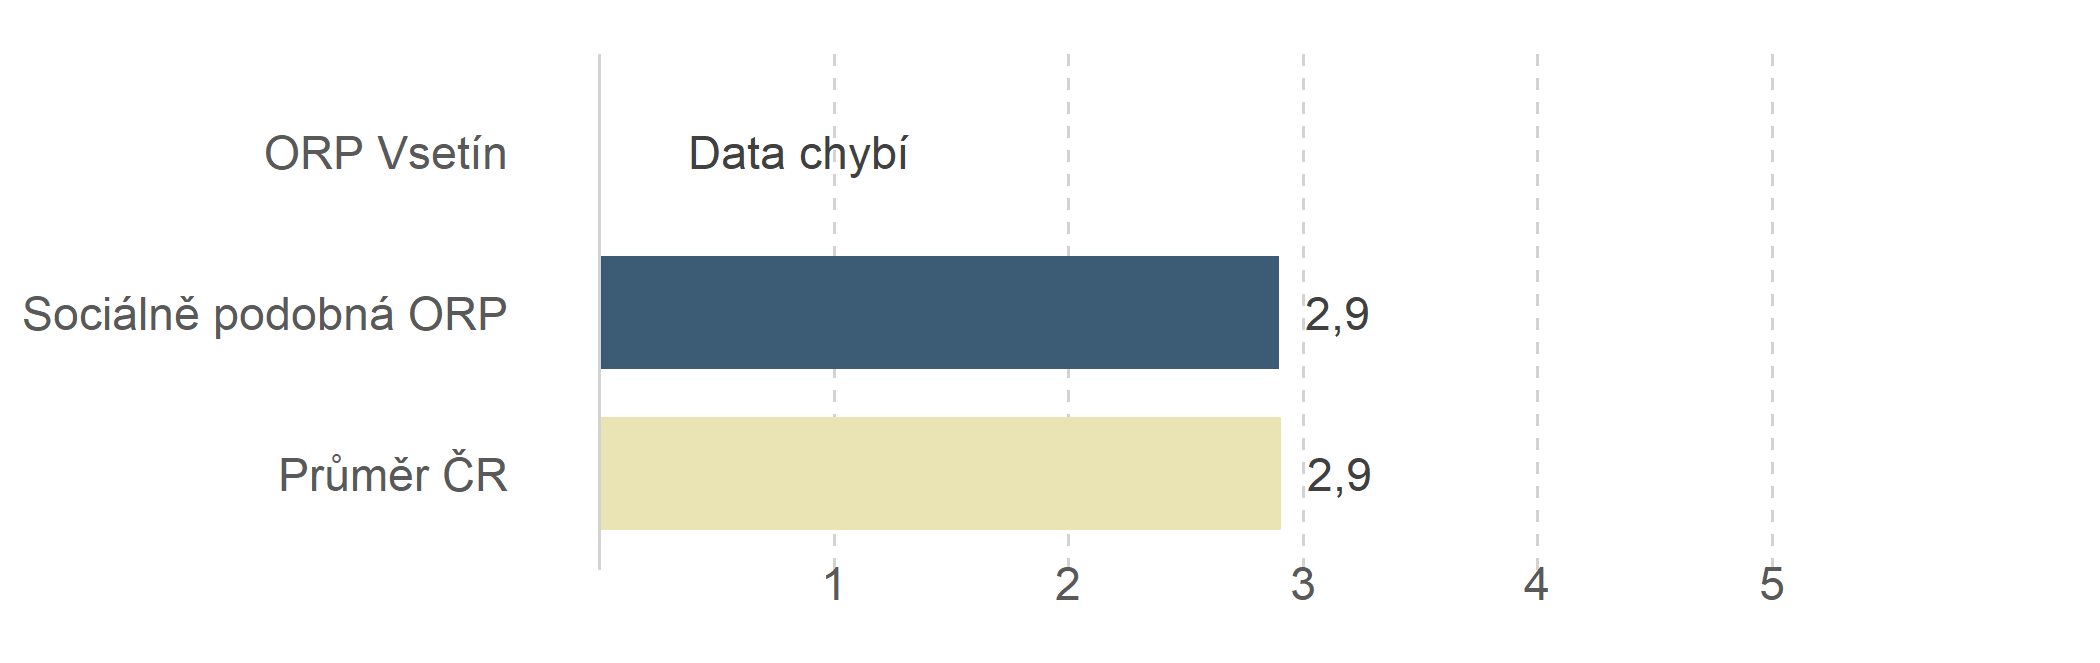 ORP Vsetín
Data chybí
Sociálně podobná ORP
2,9
Průměr ČR
2,9
1 2 3 4 5